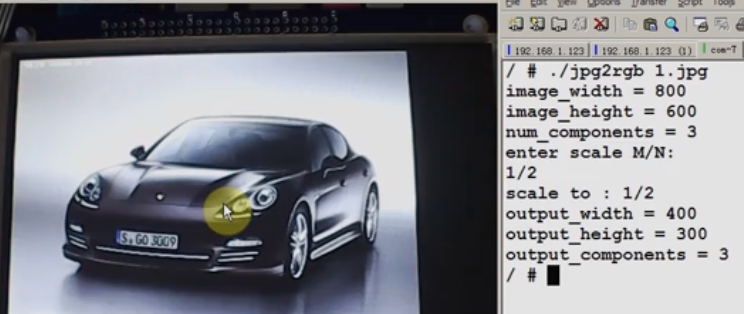 S GO 3009
File Edit View Options Transfer Script Tools
192.168.1.123
192.168.1.123 (1)
com-7
/ # ./jpg2rgb 1.jpg
image_width = 800
image_height = 600
num_components = 3
enter scale M/N:
1/2
scale to : 1/2
output_width = 400
output_height = 300
output_components = 3
/ #